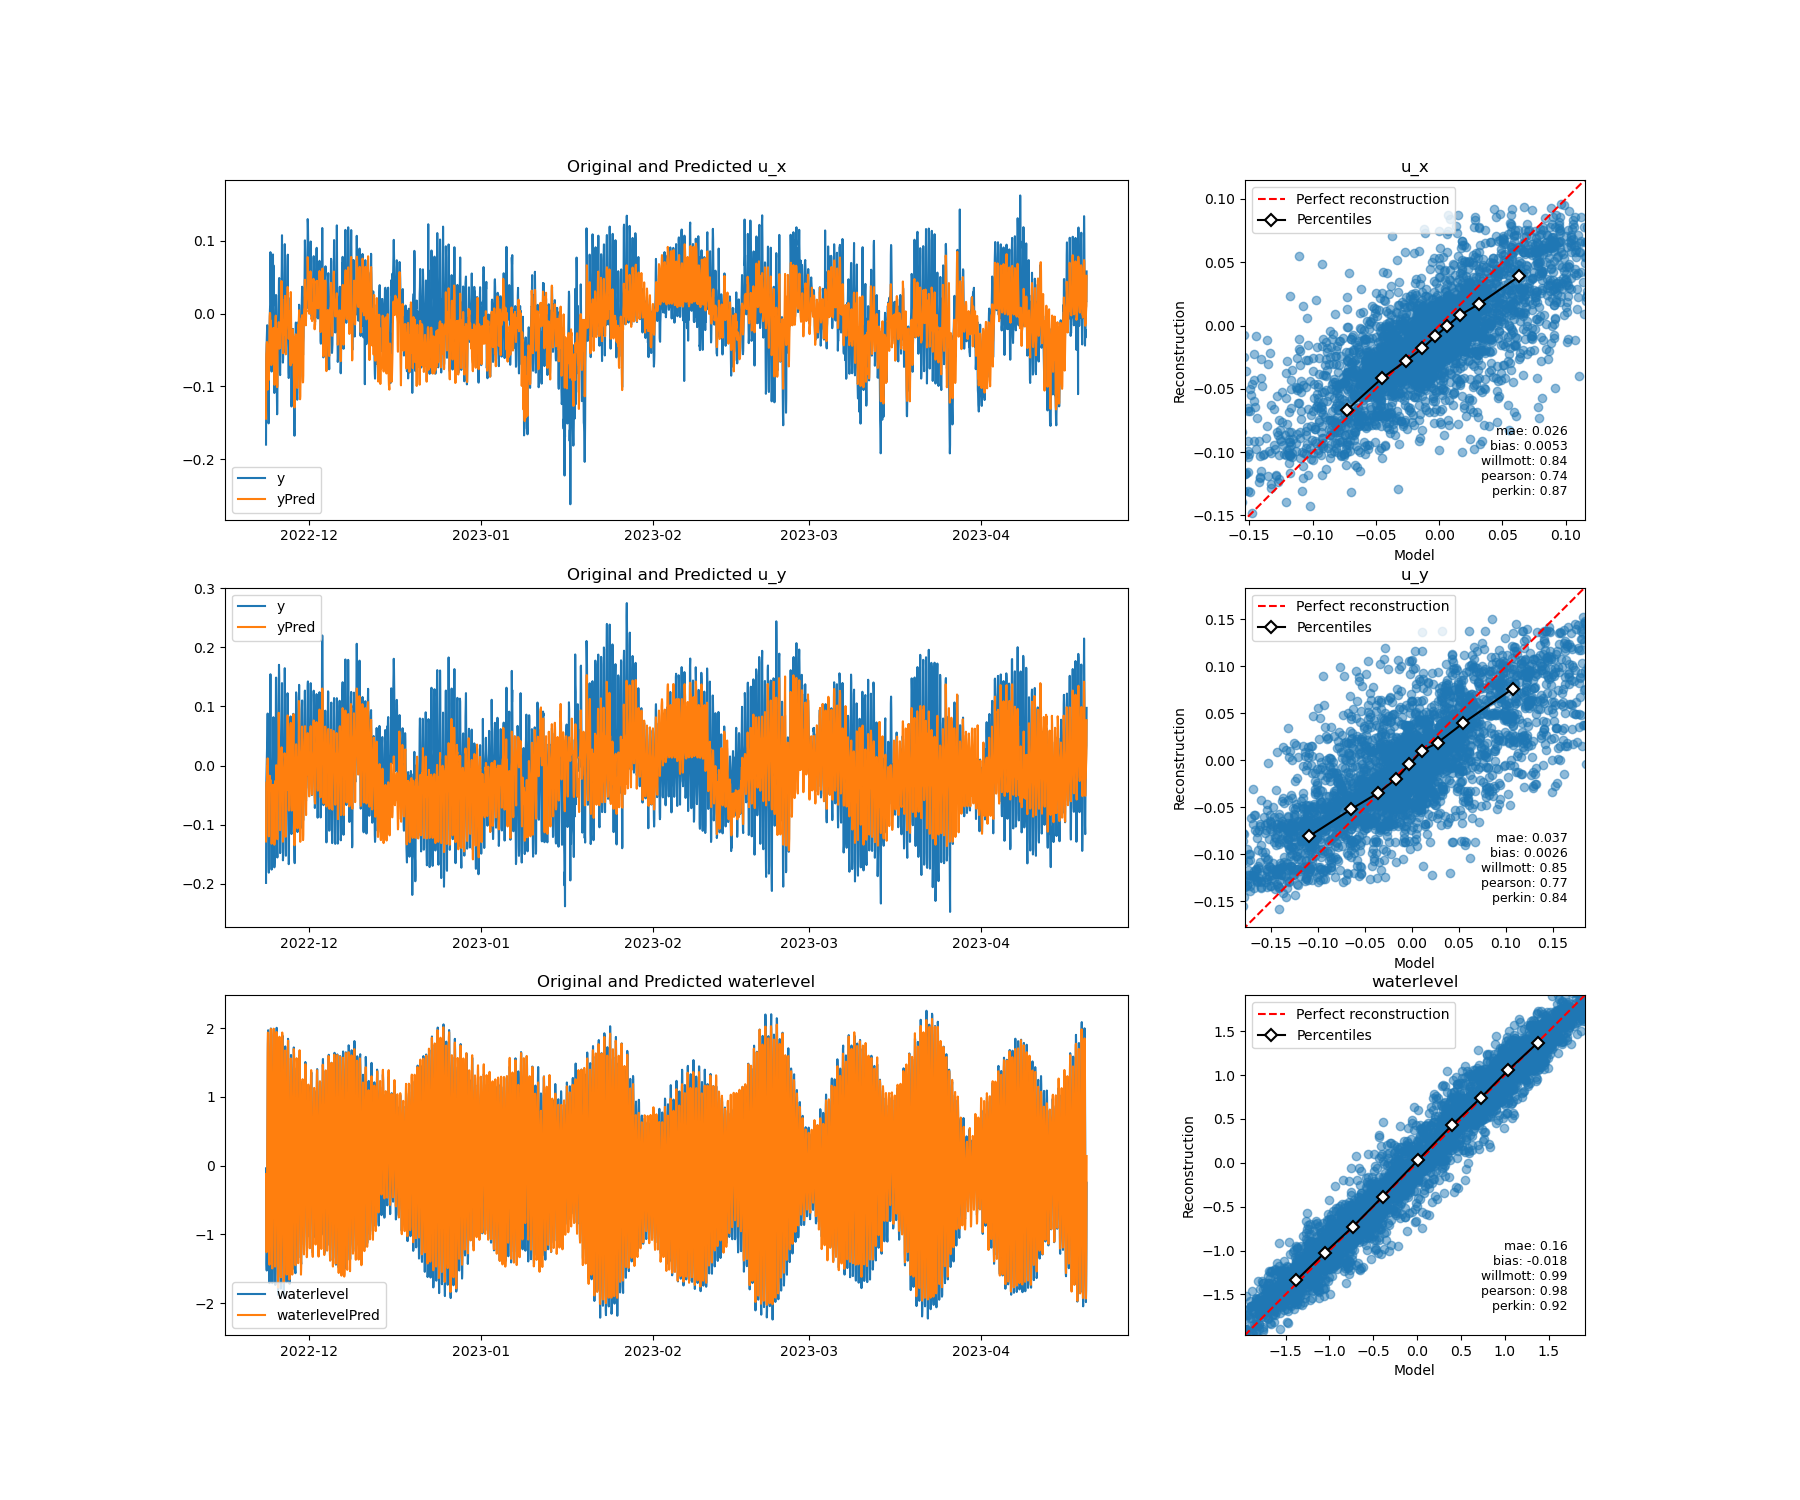 Original and Predicted u_x
0.1
0.0
−0.1
−0.2
y
yPred
2022-12 2023-01 2023-02 2023-03 2023-04
u_x
Perfect reconstruction
Percentiles
Reconstruction
0.10
0.05
0.00
−0.05
−0.10
−0.15
mae: 0.026
bias: 0.0053
willmott: 0.84
pearson: 0.74
perkin: 0.87
−0.15 −0.10 −0.05 0.00 0.05 0.10
Model
Original and Predicted u_y
0.3
0.2
0.1
0.0
−0.1
−0.2
y
yPred
2022-12 2023-01 2023-02 2023-03 2023-04
u_y
Perfect reconstruction
Percentiles
Reconstruction
0.15
0.10
0.05
0.00
−0.05
−0.10
−0.15
mae: 0.037
bias: 0.0026
willmott: 0.85
pearson: 0.77
perkin: 0.84
−0.15 −0.10 −0.05 0.00 0.05 0.10 0.15
Model
Original and Predicted waterlevel
2
1
0
−1
−2
waterlevel
waterlevelPred
2022-12 2023-01 2023-02 2023-03 2023-04
waterlevel
Perfect reconstruction
Percentiles
Reconstruction
1.5
1.0
0.5
0.0
−0.5
−1.0
−1.5
mae: 0.16
bias: -0.018
willmott: 0.99
pearson: 0.98
perkin: 0.92
−1.5 −1.0 −0.5 0.0 0.5 1.0 1.5
Model